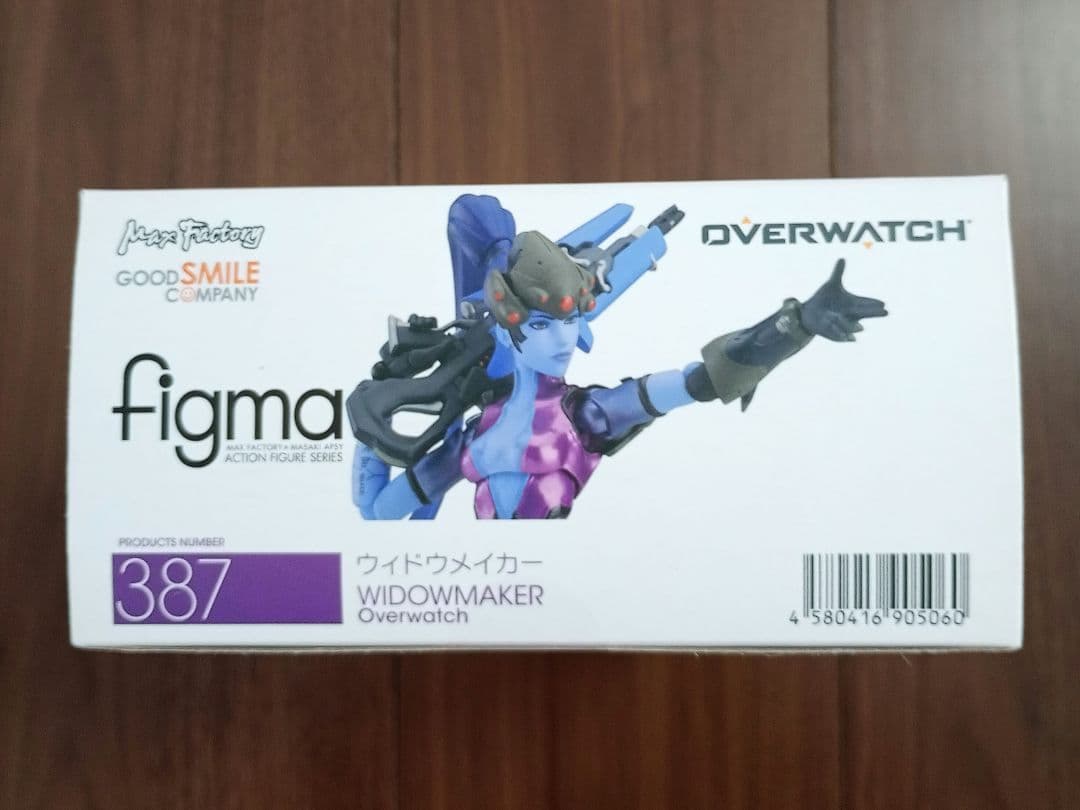 Max Factory
GOOD SMILE
COMPANY
OVERWATCH™
figma
MAX FACTORY × MASAKI APSY
ACTION FIGURE SERIES
PRODUCTS NUMBER
387
ウィドウメイカー
WIDOWMAKER
Overwatch
4 580416 905060